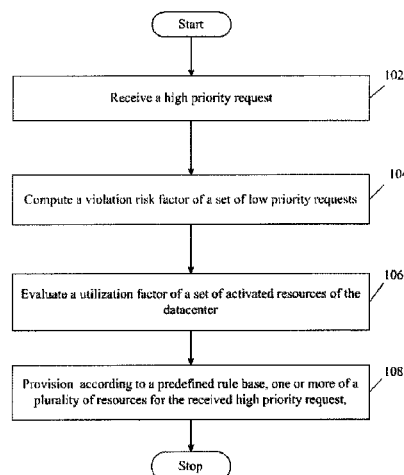 Start
102
Receive a high priority request
104
Compute a violation risk factor of a set of low priority requests
106
Evaluate a utilization factor of a set of activated resources of the
datacenter
108
Provision according to a predefined rule base, one or more of a
plurality of resources for the received high priority request,
Stop